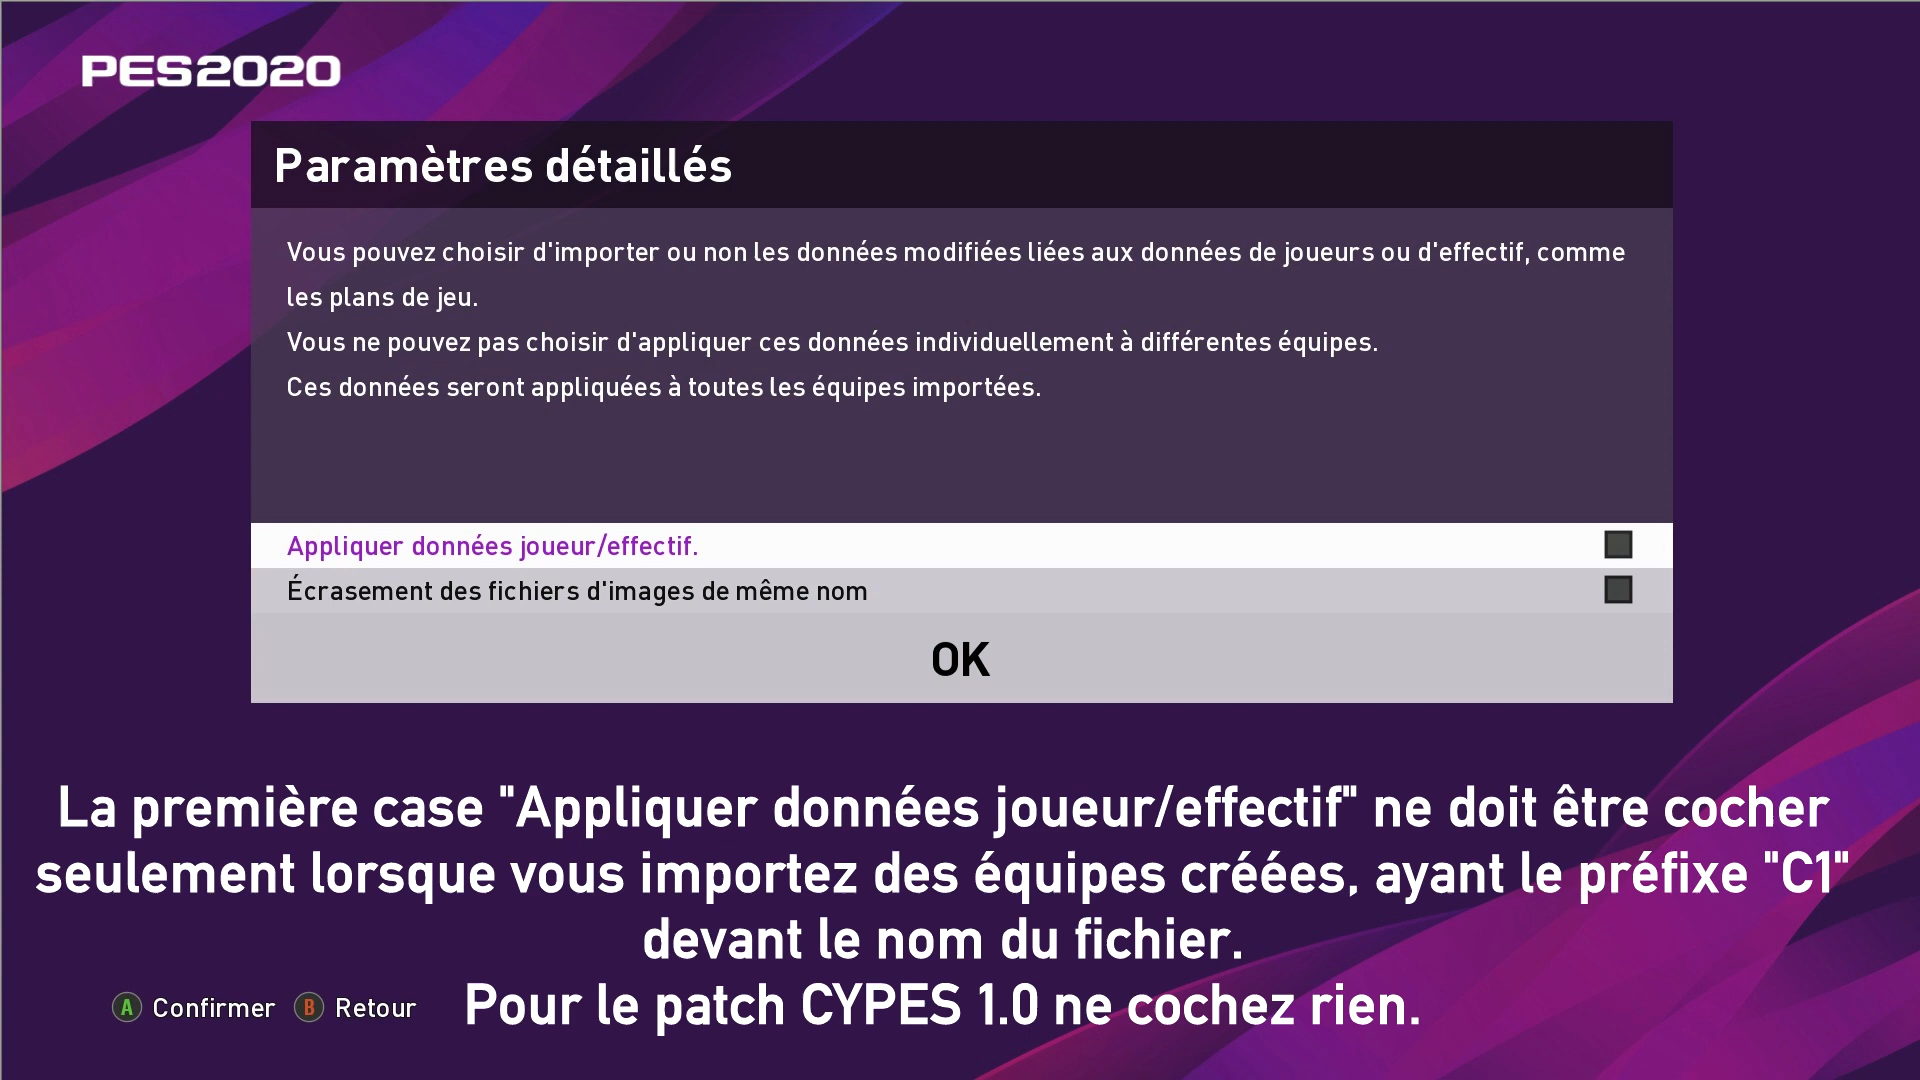 PES2020
Paramètres détaillés
Vous pouvez choisir d'importer ou non les données modifiées liées aux données de joueurs ou d'effectif, comme
les plans de jeu.
Vous ne pouvez pas choisir d'appliquer ces données individuellement à différentes équipes.
Ces données seront appliquées à toutes les équipes importées.
Appliquer données joueur/effectif.
Écrasement des fichiers d'images de même nom
OK
La première case "Appliquer données joueur/effectif" ne doit être cocher
seulement lorsque vous importez des équipes créées, ayant le préfixe "C1"
devant le nom du fichier.
Pour le patch CYPES 1.0 ne cochez rien.
A Confirmer B Retour